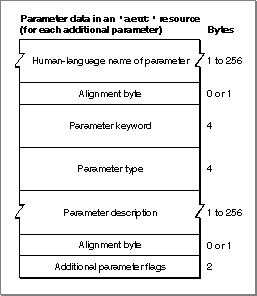 Parameter data in an 'aeut' resource
(for each additional parameter) Bytes
Human-language name of parameter 1 to 256
Alignment byte 0 or 1
Parameter keyword 4
Parameter type 4
Parameter description 1 to 256
Alignment byte 0 or 1
Additional parameter flags 2